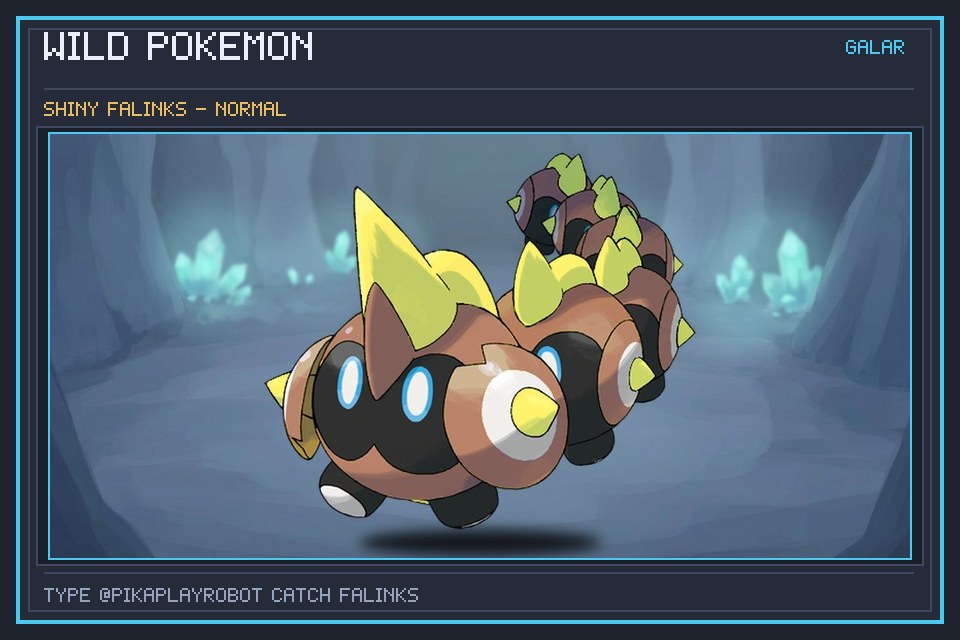 WILD POKEMON
GALAR
SHINY FALINKS - NORMAL
TYPE @PIKAPLAYROBOT CATCH FALINKS